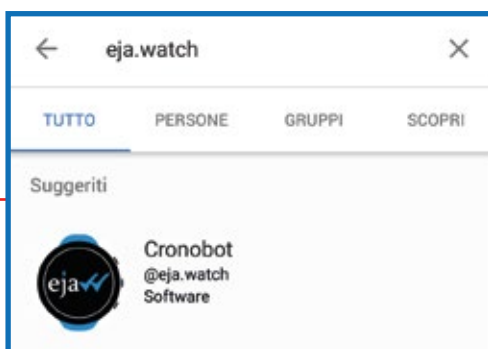 eja.watch
TUTTO PERSONE GRUPPI SCOPRI
Suggeriti
eja
Cronobot
@eja.watch
Software